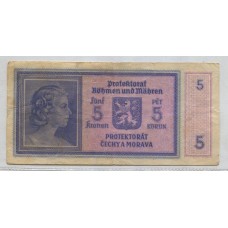 Protektorat
Böhmen und Mähren
Fünf PĚT
5 5
Kronen KORUN
PROTEKTORÁT
ČECHY A MORAVA
5
5